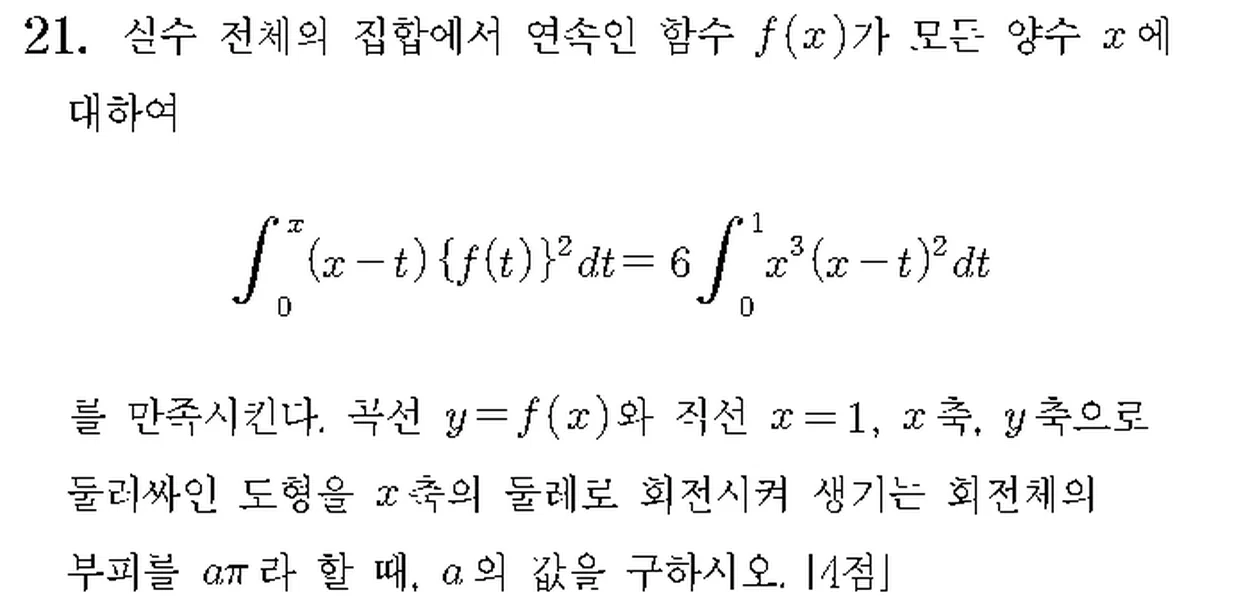 21. 실수 전체의 집합에서 연속인 함수 f(x)가 모든 양수 x에
대하여
∫₀ˣ (x−t){f(t)}²dt = 6∫₀¹ x³(x−t)²dt
를 만족시킨다. 곡선 y=f(x)와 직선 x=1, x축, y축으로
둘러싸인 도형을 x축의 둘레로 회전시켜 생기는 회전체의
부피를 aπ라 할 때, a의 값을 구하시오. [4점]